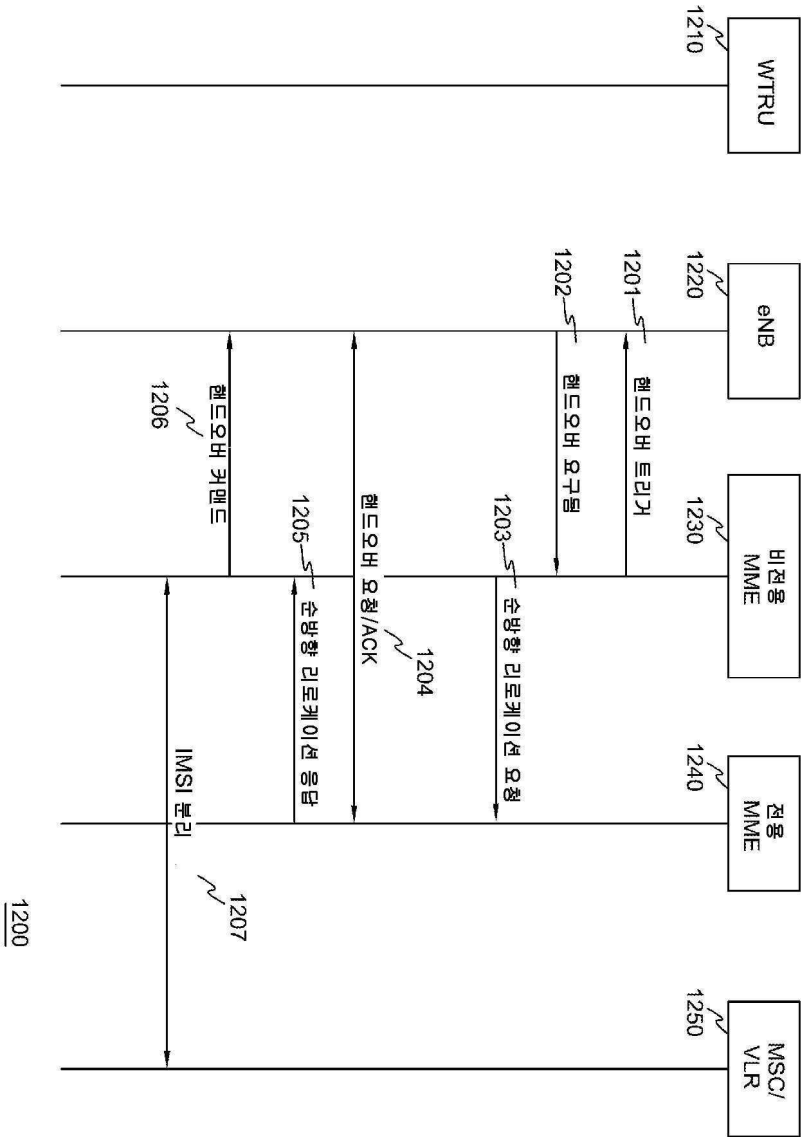 WTRU
1210
eNB
1220
비전용
MME
1230
전용
MME
1240
MSC/
VLR
1250
1201
핸드오버 트리거
1202
핸드오버 요구됨
1203
순방향 리로케이션 요청
1204
핸드오버 요청/ACK
1205
순방향 리로케이션 응답
1206
핸드오버 커맨드
1207
IMSI 분리
1200